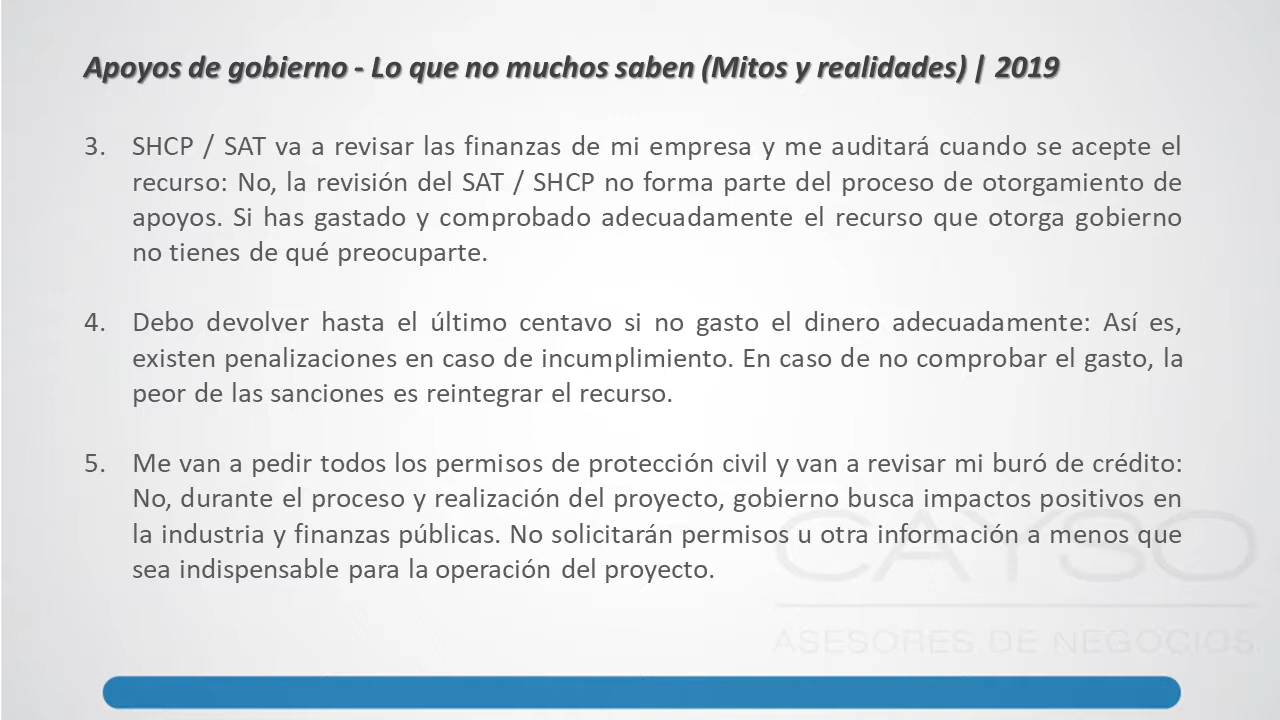 Apoyos de gobierno - Lo que no muchos saben (Mitos y realidades) | 2019
3. SHCP / SAT va a revisar las finanzas de mi empresa y me auditará cuando se acepte el
recurso: No, la revisión del SAT / SHCP no forma parte del proceso de otorgamiento de
apoyos. Si has gastado y comprobado adecuadamente el recurso que otorga gobierno
no tienes de qué preocuparte.
4. Debo devolver hasta el último centavo si no gasto el dinero adecuadamente: Así es,
existen penalizaciones en caso de incumplimiento. En caso de no comprobar el gasto, la
peor de las sanciones es reintegrar el recurso.
5. Me van a pedir todos los permisos de protección civil y van a revisar mi buró de crédito:
No, durante el proceso y realización del proyecto, gobierno busca impactos positivos en
la industria y finanzas públicas. No solicitarán permisos u otra información a menos que
sea indispensable para la operación del proyecto.
CAYSO
ASESORES DE NEGOCIOS